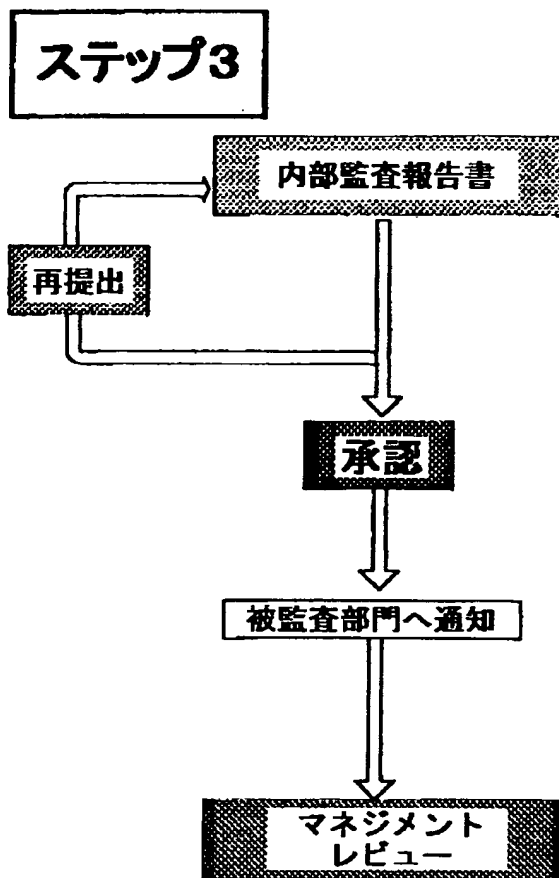 ステップ3
内部監査報告書
再提出
承認
被監査部門へ通知
マネジメント
レビュー